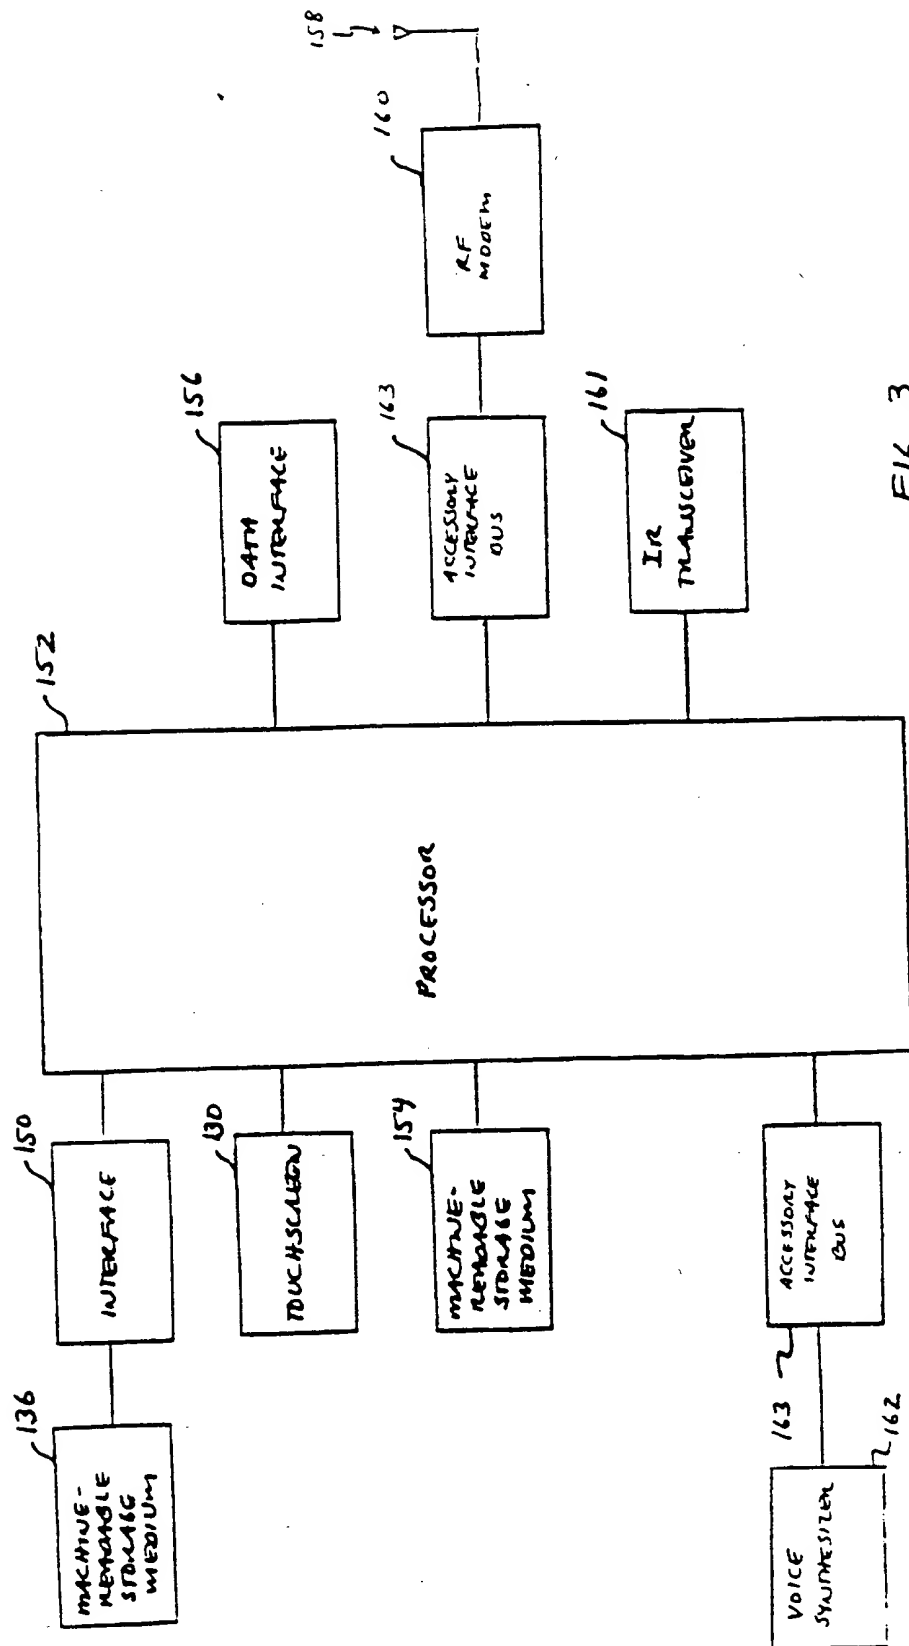 136
MACHINE-
READABLE
STORAGE
MEDIUM
150
INTERFACE
130
TOUCHSCREEN
154
MACHINE-
READABLE
STORAGE
MEDIUM
163
ACCESSORY
INTERFACE
BUS
162
VOICE
SYNTHESIZER
152
PROCESSOR
156
DATA
INTERFACE
163
ACCESSORY
INTERFACE
BUS
160
RF
MODEM
158
161
IR
TRANSCEIVER
FIG 3